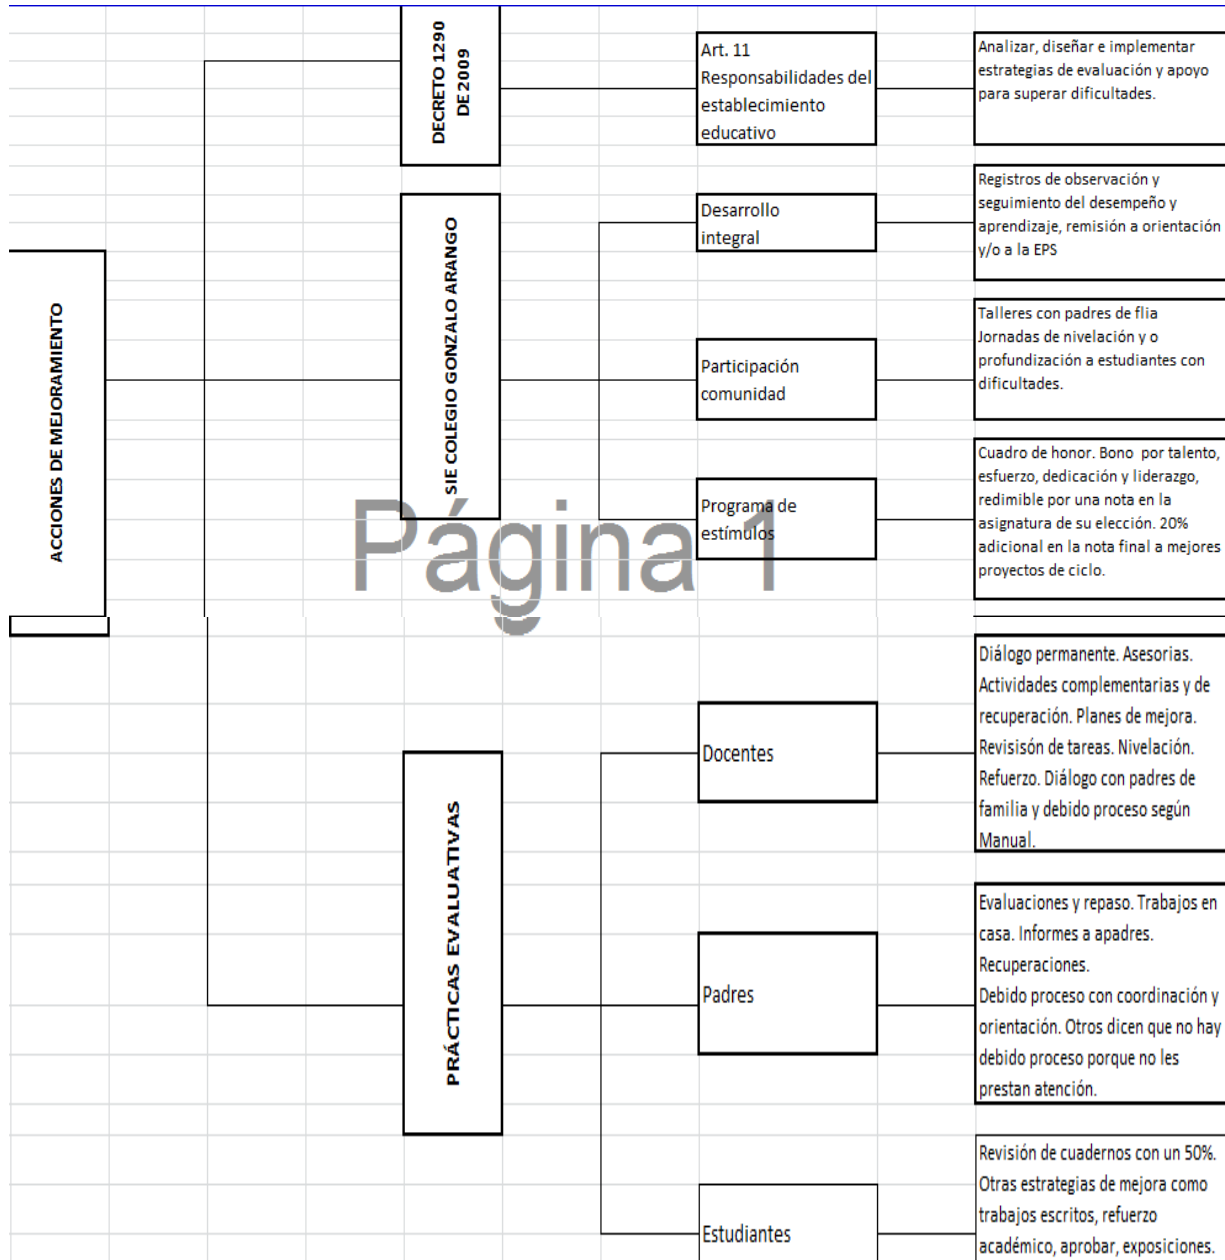 ACCIONES DE MEJORAMIENTO
DECRETO 1290
DE 2009
Art. 11
Responsabilidades del
establecimiento
educativo
Analizar, diseñar e implementar
estrategias de evaluación y apoyo
para superar dificultades.
SIE COLEGIO GONZALO ARANGO
Desarrollo
integral
Registros de observación y
seguimiento del desempeño y
aprendizaje, remisión a orientación
y/o a la EPS
Participación
comunidad
Talleres con padres de flia
Jornadas de nivelación y o
profundización a estudiantes con
dificultades.
Programa de
estímulos
Cuadro de honor. Bono por talento,
esfuerzo, dedicación y liderazgo,
redimible por una nota en la
asignatura de su elección. 20%
adicional en la nota final a mejores
proyectos de ciclo.
Página 1
PRÁCTICAS EVALUATIVAS
Docentes
Diálogo permanente. Asesorias.
Actividades complementarias y de
recuperación. Planes de mejora.
Revisisón de tareas. Nivelación.
Refuerzo. Diálogo con padres de
familia y debido proceso según
Manual.
Padres
Evaluaciones y repaso. Trabajos en
casa. Informes a apadres.
Recuperaciones.
Debido proceso con coordinación y
orientación. Otros dicen que no hay
debido proceso porque no les
prestan atención.
Estudiantes
Revisión de cuadernos con un 50%.
Otras estrategias de mejora como
trabajos escritos, refuerzo
académico, aprobar, exposiciones.